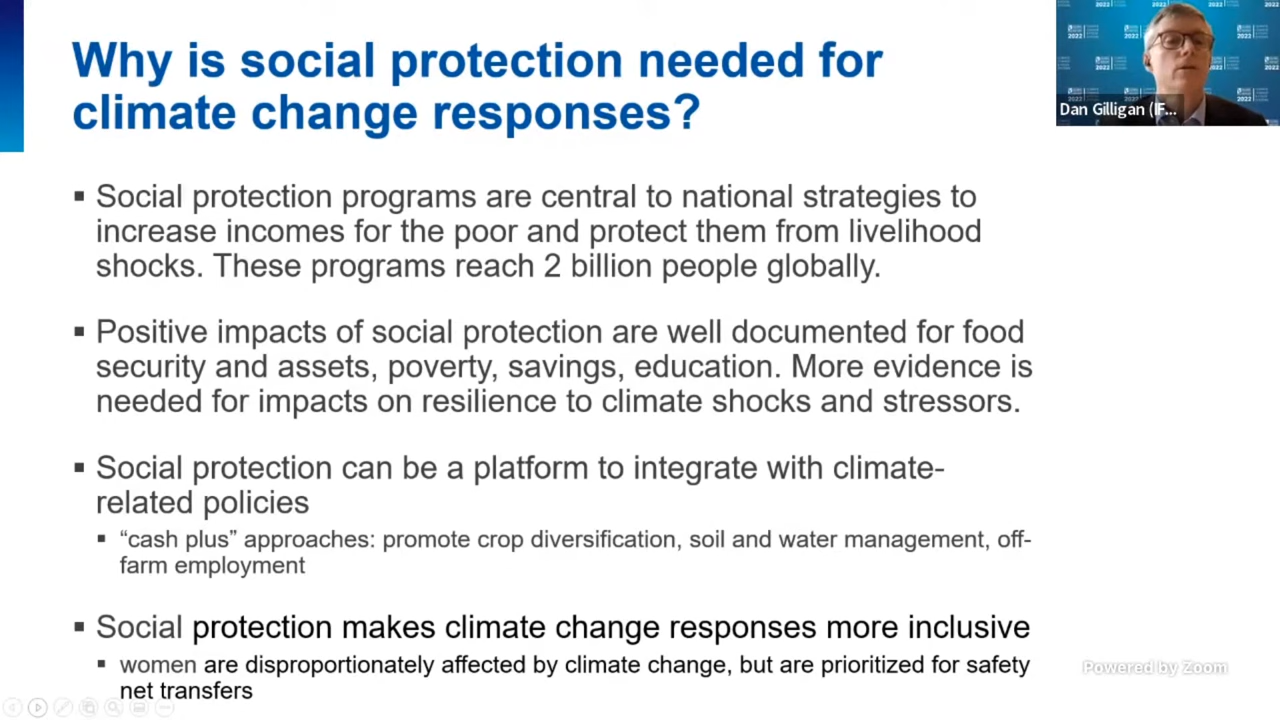 Why is social protection needed for
climate change responses?
▪ Social protection programs are central to national strategies to
increase incomes for the poor and protect them from livelihood
shocks. These programs reach 2 billion people globally.
▪ Positive impacts of social protection are well documented for food
security and assets, poverty, savings, education. More evidence is
needed for impacts on resilience to climate shocks and stressors.
▪ Social protection can be a platform to integrate with climate-
related policies
▪ “cash plus” approaches: promote crop diversification, soil and water management, off-
farm employment
▪ Social protection makes climate change responses more inclusive
▪ women are disproportionately affected by climate change, but are prioritized for safety
net transfers
Dan Gilligan (IF...
2022
Powered by Zoom